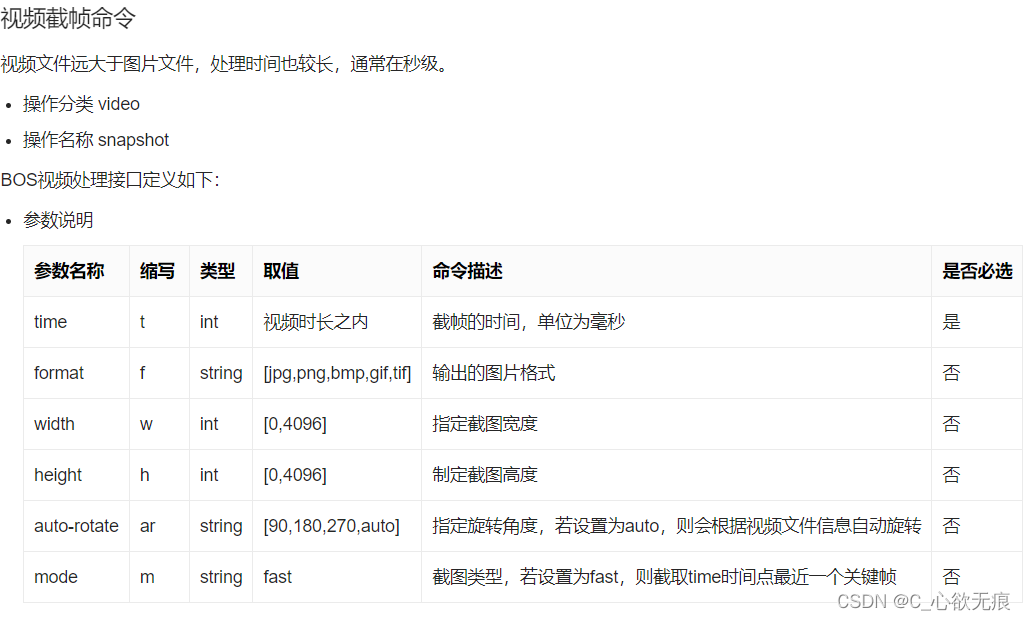 视频截帧命令
视频文件远大于图片文件，处理时间也较长，通常在秒级。
操作分类 video
操作名称 snapshot
BOS视频处理接口定义如下：
参数说明
参数名称 缩写 类型 取值 命令描述 是否必选
time t int 视频时长之内 截帧的时间，单位为毫秒 是
format f string [jpg,png,bmp,gif,tif] 输出的图片格式 否
width w int [0,4096] 指定截图宽度 否
height h int [0,4096] 制定截图高度 否
auto-rotate ar string [90,180,270,auto] 指定旋转角度，若设置为auto，则会根据视频文件信息自动旋转 否
mode m string fast 截图类型，若设置为fast，则截取time时间点最近一个关键帧 否
CSDN @C_心欲无痕